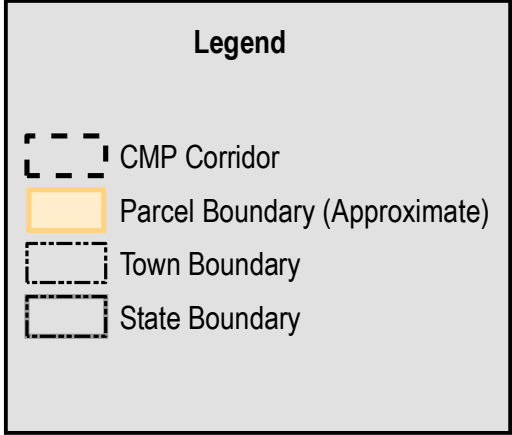 Legend
CMP Corridor
Parcel Boundary (Approximate)
Town Boundary
State Boundary